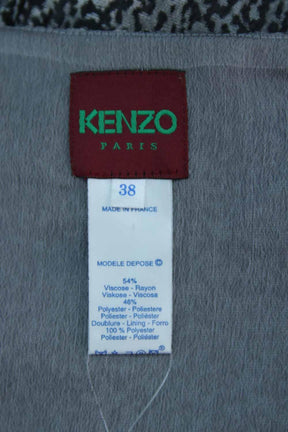 KENZO
PARIS
38
MADE IN FRANCE
MODELE DEPOSE ©
54%
Viscose - Rayon
Viskose - Viscosa
46%
Polyester - Poliestere
Polyester - Poliéster
Doublure - Lining - Forro
100 % Polyester
Polyester - Poliester